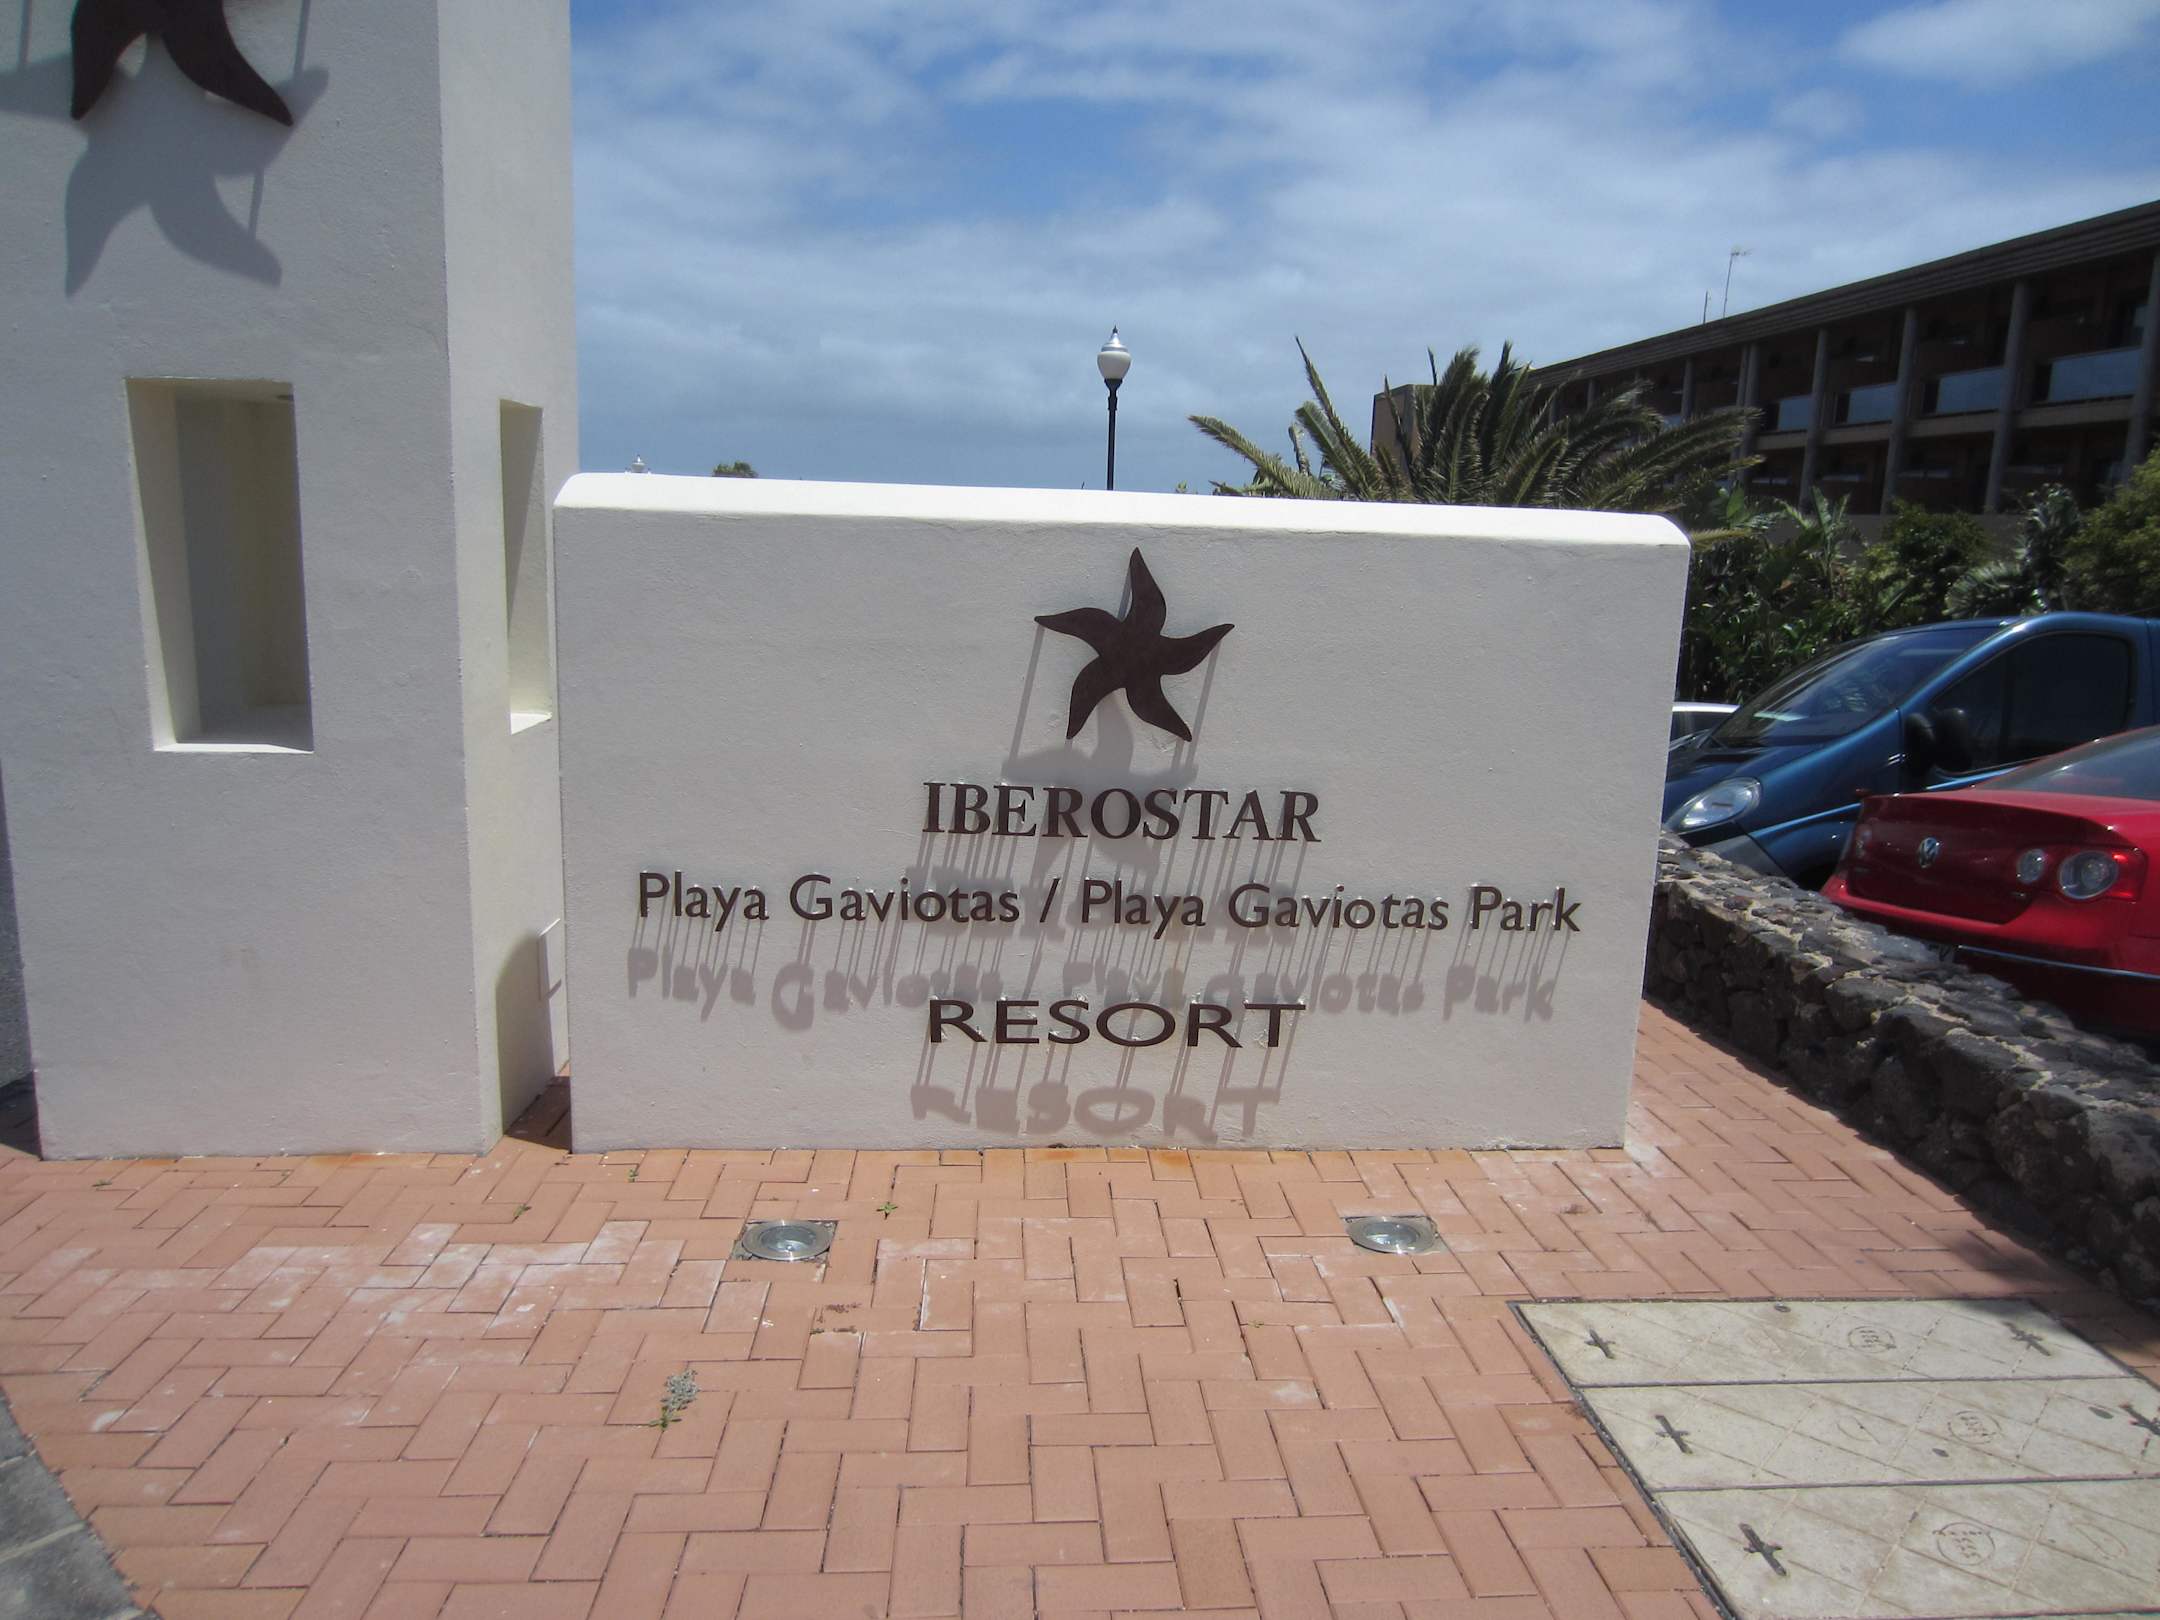 IBEROSTAR
Playa Gaviotas / Playa Gaviotas Park
RESORT